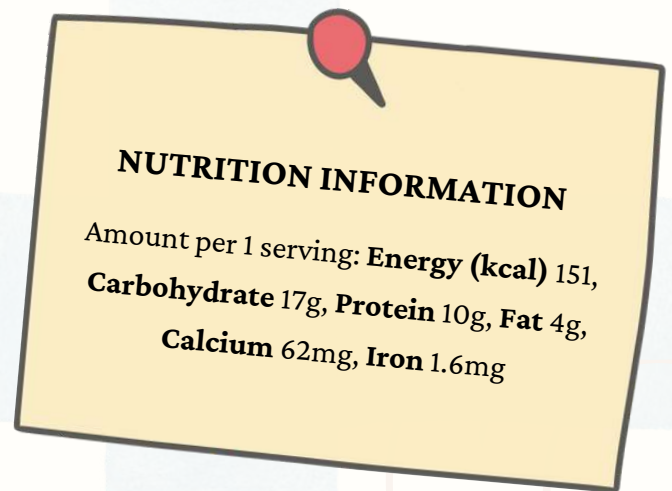 NUTRITION INFORMATION
Amount per 1 serving: Energy (kcal) 151,
Carbohydrate 17g, Protein 10g, Fat 4g,
Calcium 62mg, Iron 1.6mg